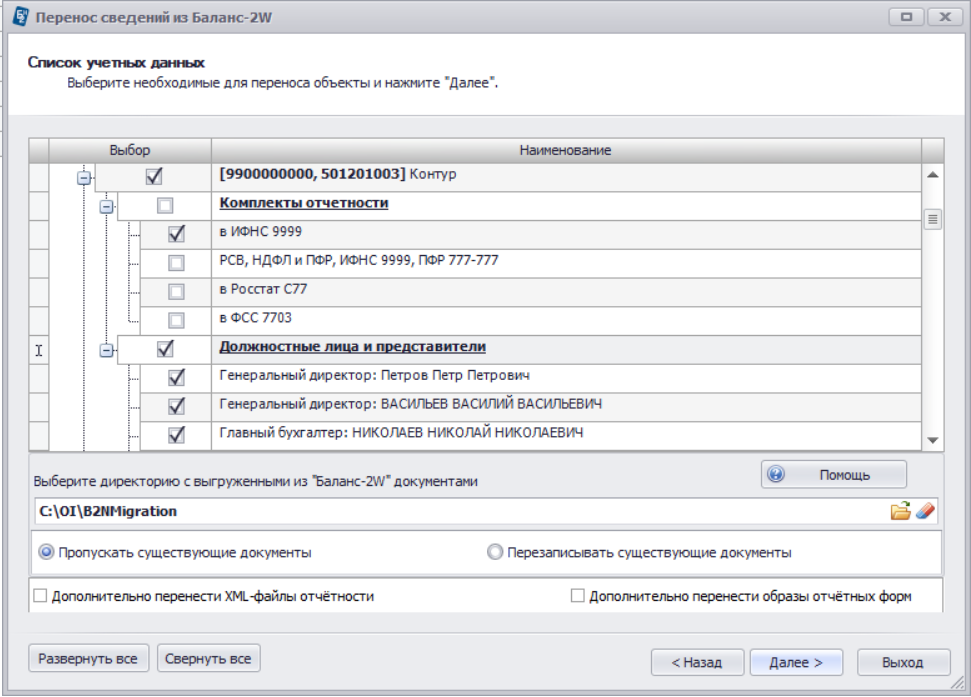 Перенос сведений из Баланс-2W
Список учетных данных
Выберите необходимые для переноса объекты и нажмите "Далее".
Выбор Наименование
[9900000000, 501201003] Контур
Комплекты отчетности
в ИФНС 9999
РСВ, НДФЛ и ПФР, ИФНС 9999, ПФР 777-777
в Росстат С77
в ФСС 7703
Должностные лица и представители
Генеральный директор: Петров Петр Петрович
Генеральный директор: ВАСИЛЬЕВ ВАСИЛИЙ ВАСИЛЬЕВИЧ
Главный бухгалтер: НИКОЛАЕВ НИКОЛАЙ НИКОЛАЕВИЧ
Выберите директорию с выгруженными из "Баланс-2W" документами
Помощь
C:\OI\B2NMigration
Пропускать существующие документы Перезаписывать существующие документы
Дополнительно перенести XML-файлы отчётности Дополнительно перенести образы отчётных форм
Развернуть все Свернуть все < Назад Далее > Выход